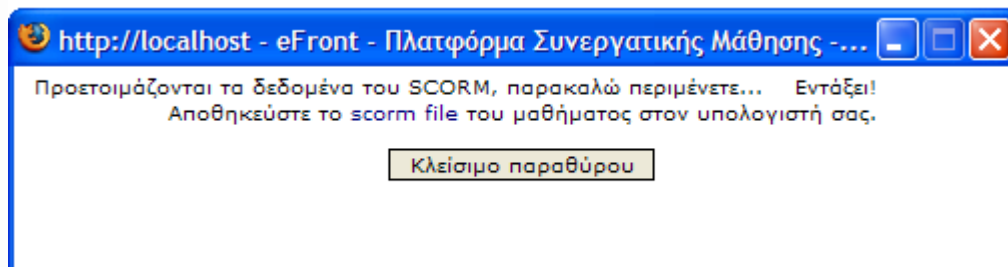 http://localhost - eFront - Πλατφόρμα Συνεργατικής Μάθησης -...
Προετοιμάζονται τα δεδομένα του SCORM, παρακαλώ περιμένετε... Εντάξει!
Αποθηκεύστε το scorm file του μαθήματος στον υπολογιστή σας.
Κλείσιμο παραθύρου